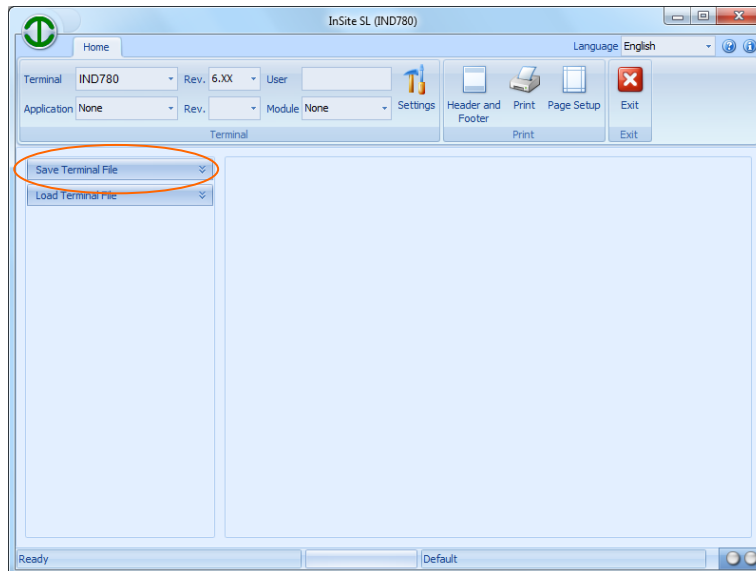 InSite SL (IND780)
Home
Language English
Terminal IND780 Rev. 6.XX User
Application None Rev. Module None
Settings
Header and
Footer
Print
Page Setup
Exit
Terminal
Print
Exit
Save Terminal File
Load Terminal File
Ready
Default